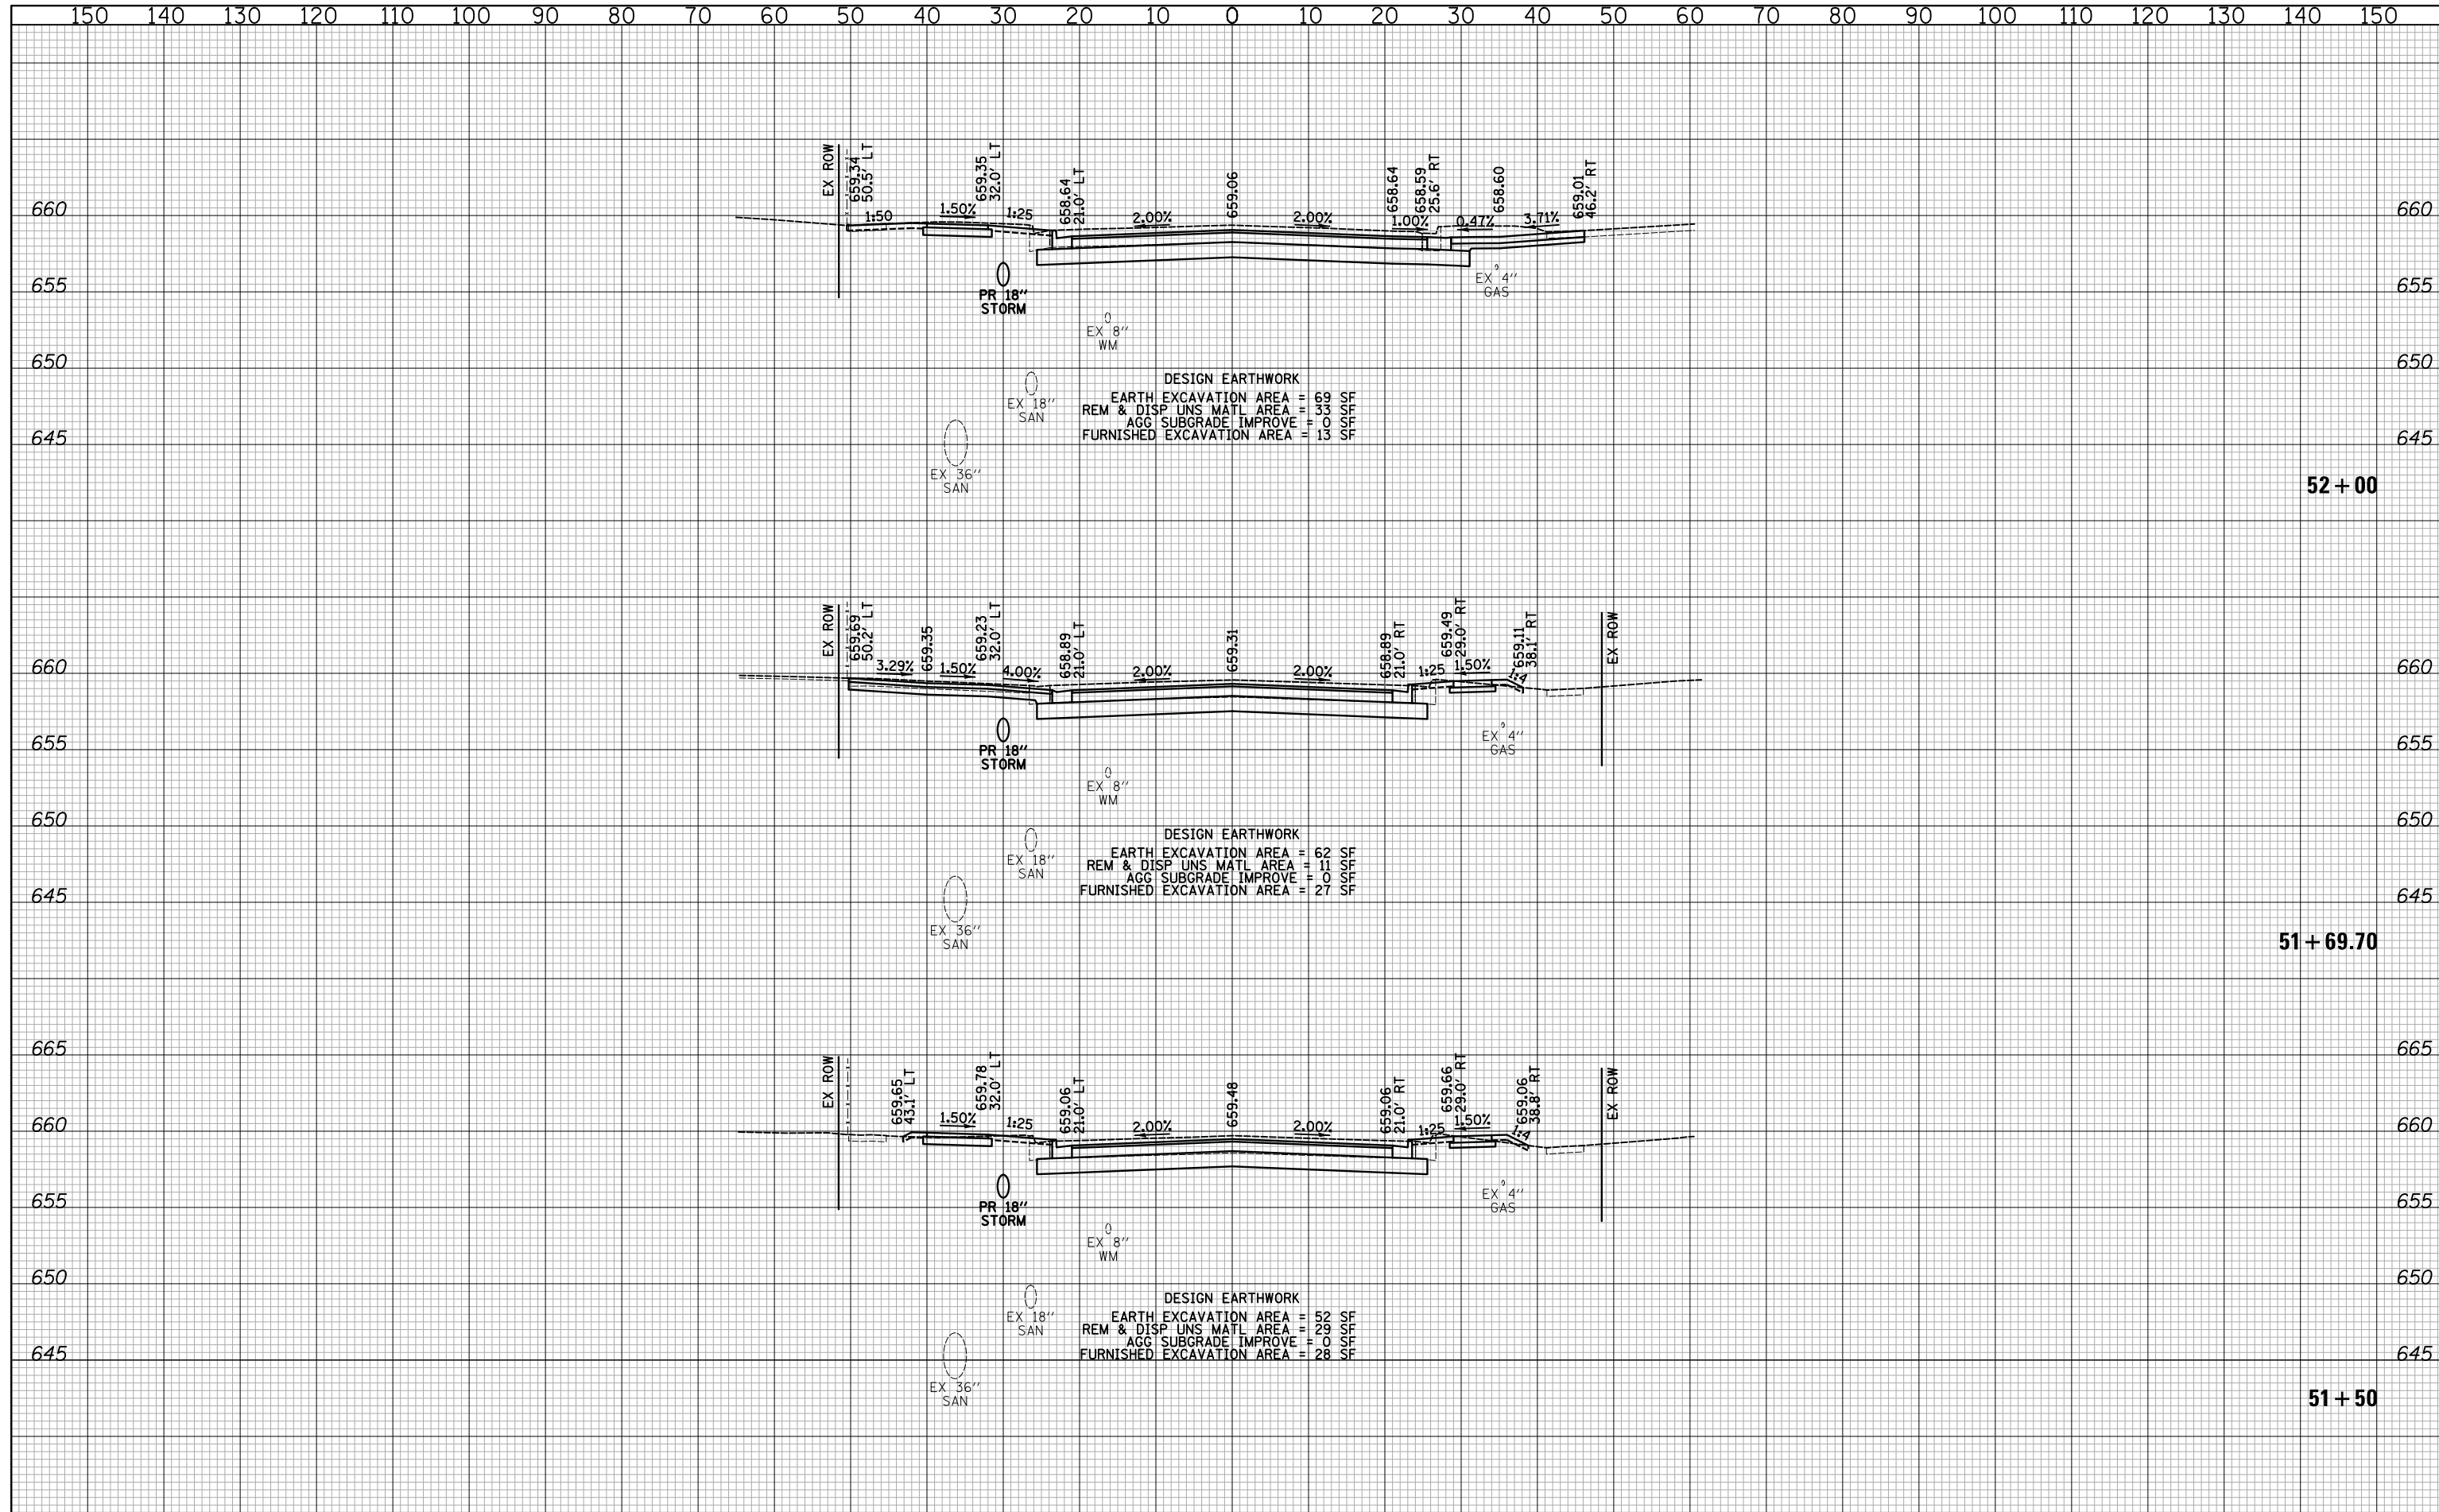 150 140 130 120 110 100 90 80 70 60 50 40 30 20 10 0 10 20 30 40 50 60 70 80 90 100 110 120 130 140 150
EX ROW
659.34
50.5' LT
659.35
32.0' LT
658.64
21.0' LT
659.06
658.64
658.59
25.6' RT
658.60
659.01
46.2' RT
660 660
1:50 1.50% 1:25 2.00% 2.00% 1.00% 0.47% 3.71%
655 655
PR 18"
STORM
EX 4"
GAS
EX 8"
WM
650 650
EX 18"
SAN
DESIGN EARTHWORK
EARTH EXCAVATION AREA = 69 SF
REM & DISP UNS MATL AREA = 33 SF
AGG SUBGRADE IMPROVE = 0 SF
FURNISHED EXCAVATION AREA = 13 SF
645 645
EX 36"
SAN
52+00
EX ROW
659.69
50.2' LT
659.35
659.23
32.0' LT
658.89
21.0' LT
659.31
658.89
21.0' RT
659.49
29.0' RT
659.11
38.1' RT
EX ROW
660 660
3.29% 1.50% 4.00% 2.00% 2.00% 1:25 1.50% 1:4
655 655
PR 18"
STORM
EX 4"
GAS
EX 8"
WM
650 650
EX 18"
SAN
DESIGN EARTHWORK
EARTH EXCAVATION AREA = 62 SF
REM & DISP UNS MATL AREA = 11 SF
AGG SUBGRADE IMPROVE = 0 SF
FURNISHED EXCAVATION AREA = 27 SF
645 645
EX 36"
SAN
51+69.70
665 665
EX ROW
659.65
43.1' LT
659.78
32.0' LT
659.06
21.0' LT
659.48
659.06
21.0' RT
659.66
29.0' RT
659.06
38.8' RT
EX ROW
660 660
1.50% 1:25 2.00% 2.00% 1:25 1.50% 1:4
655 655
PR 18"
STORM
EX 4"
GAS
EX 8"
WM
650 650
EX 18"
SAN
DESIGN EARTHWORK
EARTH EXCAVATION AREA = 52 SF
REM & DISP UNS MATL AREA = 29 SF
AGG SUBGRADE IMPROVE = 0 SF
FURNISHED EXCAVATION AREA = 28 SF
645 645
EX 36"
SAN
51+50